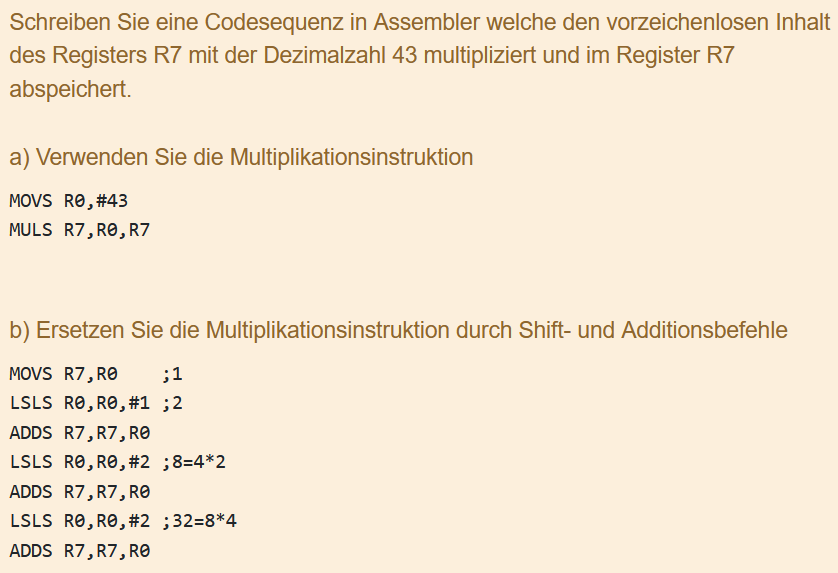 Schreiben Sie eine Codesequenz in Assembler welche den vorzeichenlosen Inhalt
des Registers R7 mit der Dezimalzahl 43 multipliziert und im Register R7
abspeichert.
a) Verwenden Sie die Multiplikationsinstruktion
MOVS R0,#43
MULS R7,R0,R7
b) Ersetzen Sie die Multiplikationsinstruktion durch Shift- und Additionsbefehle
MOVS R7,R0    ;1
LSLS R0,R0,#1 ;2
ADDS R7,R7,R0
LSLS R0,R0,#2 ;8=4*2
ADDS R7,R7,R0
LSLS R0,R0,#2 ;32=8*4
ADDS R7,R7,R0